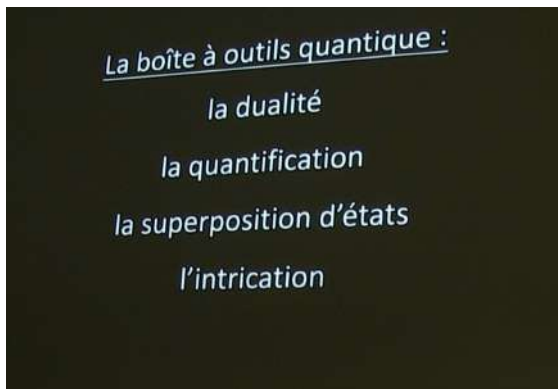 La boîte à outils quantique :
la dualité
la quantification
la superposition d'états
l'intrication